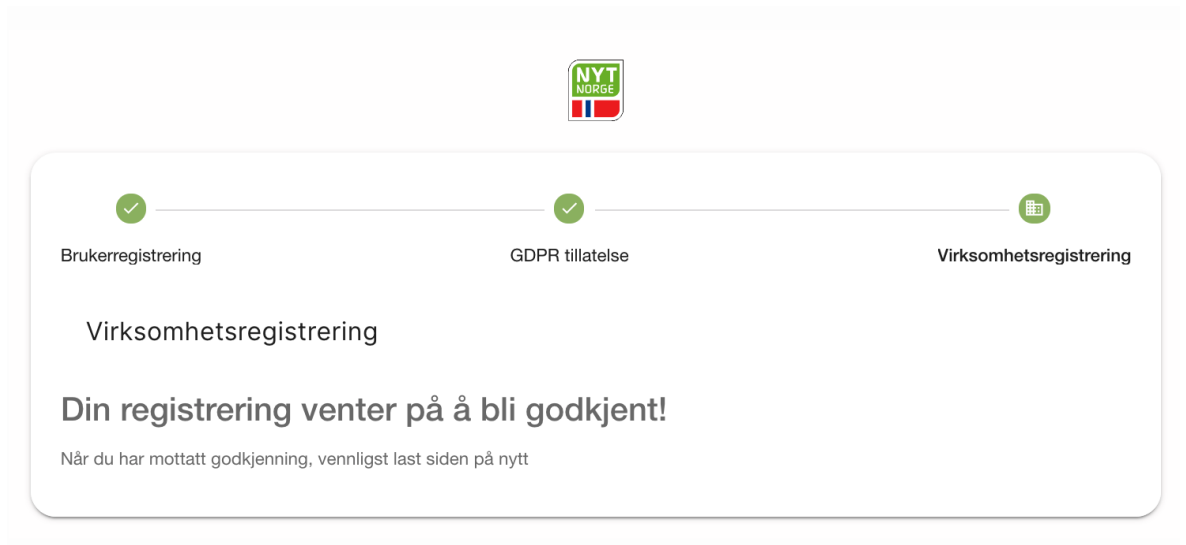 NYT
NORGE
Brukerregistrering
GDPR tillatelse
Virksomhetsregistrering
Virksomhetsregistrering
Din registrering venter på å bli godkjent!
Når du har mottatt godkjenning, vennligst last siden på nytt